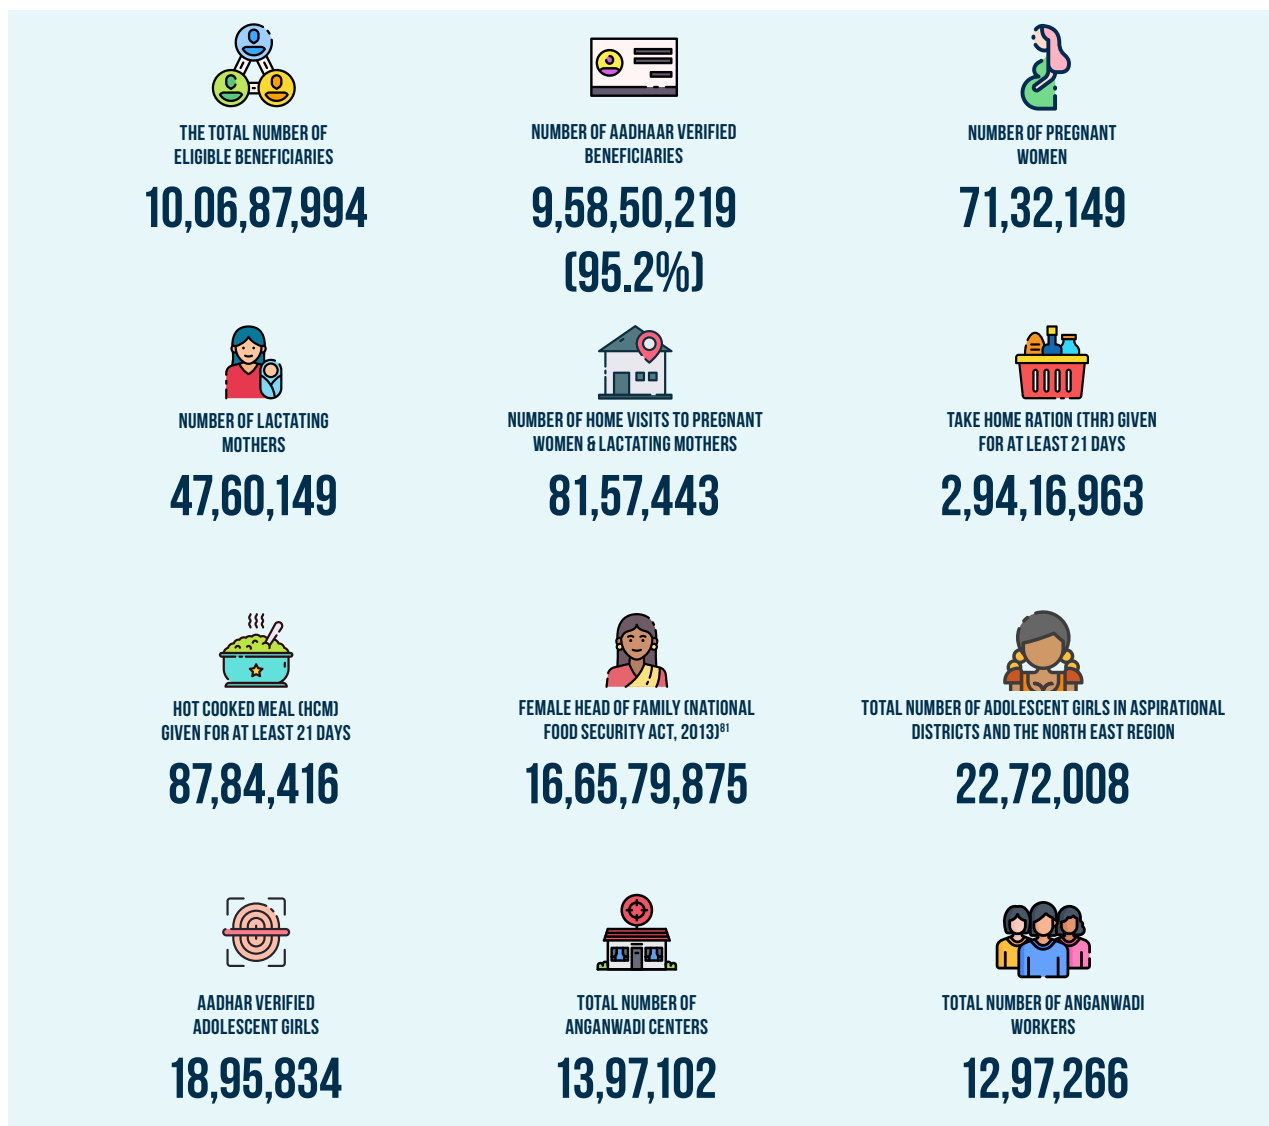 THE TOTAL NUMBER OF
ELIGIBLE BENEFICIARIES
10,06,87,994
NUMBER OF AADHAAR VERIFIED
BENEFICIARIES
9,58,50,219
(95.2%)
NUMBER OF PREGNANT
WOMEN
71,32,149
NUMBER OF LACTATING
MOTHERS
47,60,149
NUMBER OF HOME VISITS TO PREGNANT
WOMEN & LACTATING MOTHERS
81,57,443
TAKE HOME RATION (THR) GIVEN
FOR AT LEAST 21 DAYS
2,94,16,963
HOT COOKED MEAL (HCM)
GIVEN FOR AT LEAST 21 DAYS
87,84,416
FEMALE HEAD OF FAMILY (NATIONAL
FOOD SECURITY ACT, 2013)81
16,65,79,875
TOTAL NUMBER OF ADOLESCENT GIRLS IN ASPIRATIONAL
DISTRICTS AND THE NORTH EAST REGION
22,72,008
AADHAR VERIFIED
ADOLESCENT GIRLS
18,95,834
TOTAL NUMBER OF
ANGANWADI CENTERS
13,97,102
TOTAL NUMBER OF ANGANWADI
WORKERS
12,97,266